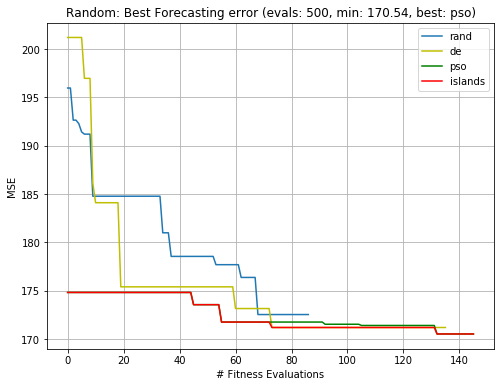 Random: Best Forecasting error (evals: 500, min: 170.54, best: pso)
rand
de
pso
islands
200
195
190
185
180
175
170
MSE
0
20
40
60
80
100
120
140
# Fitness Evaluations